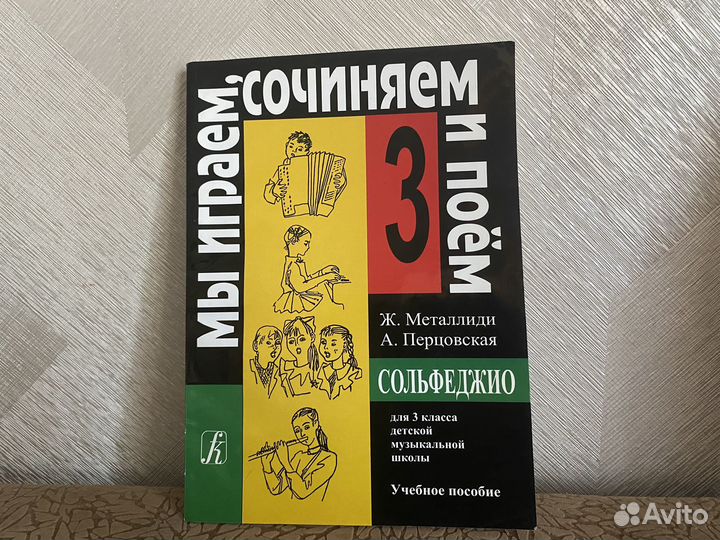 мы играем, сочиняем и поём
3
Ж. Металлиди
А. Перцовская
СОЛЬФЕДЖИО
для 3 класса
детской
музыкальной
школы
Учебное пособие
Avito